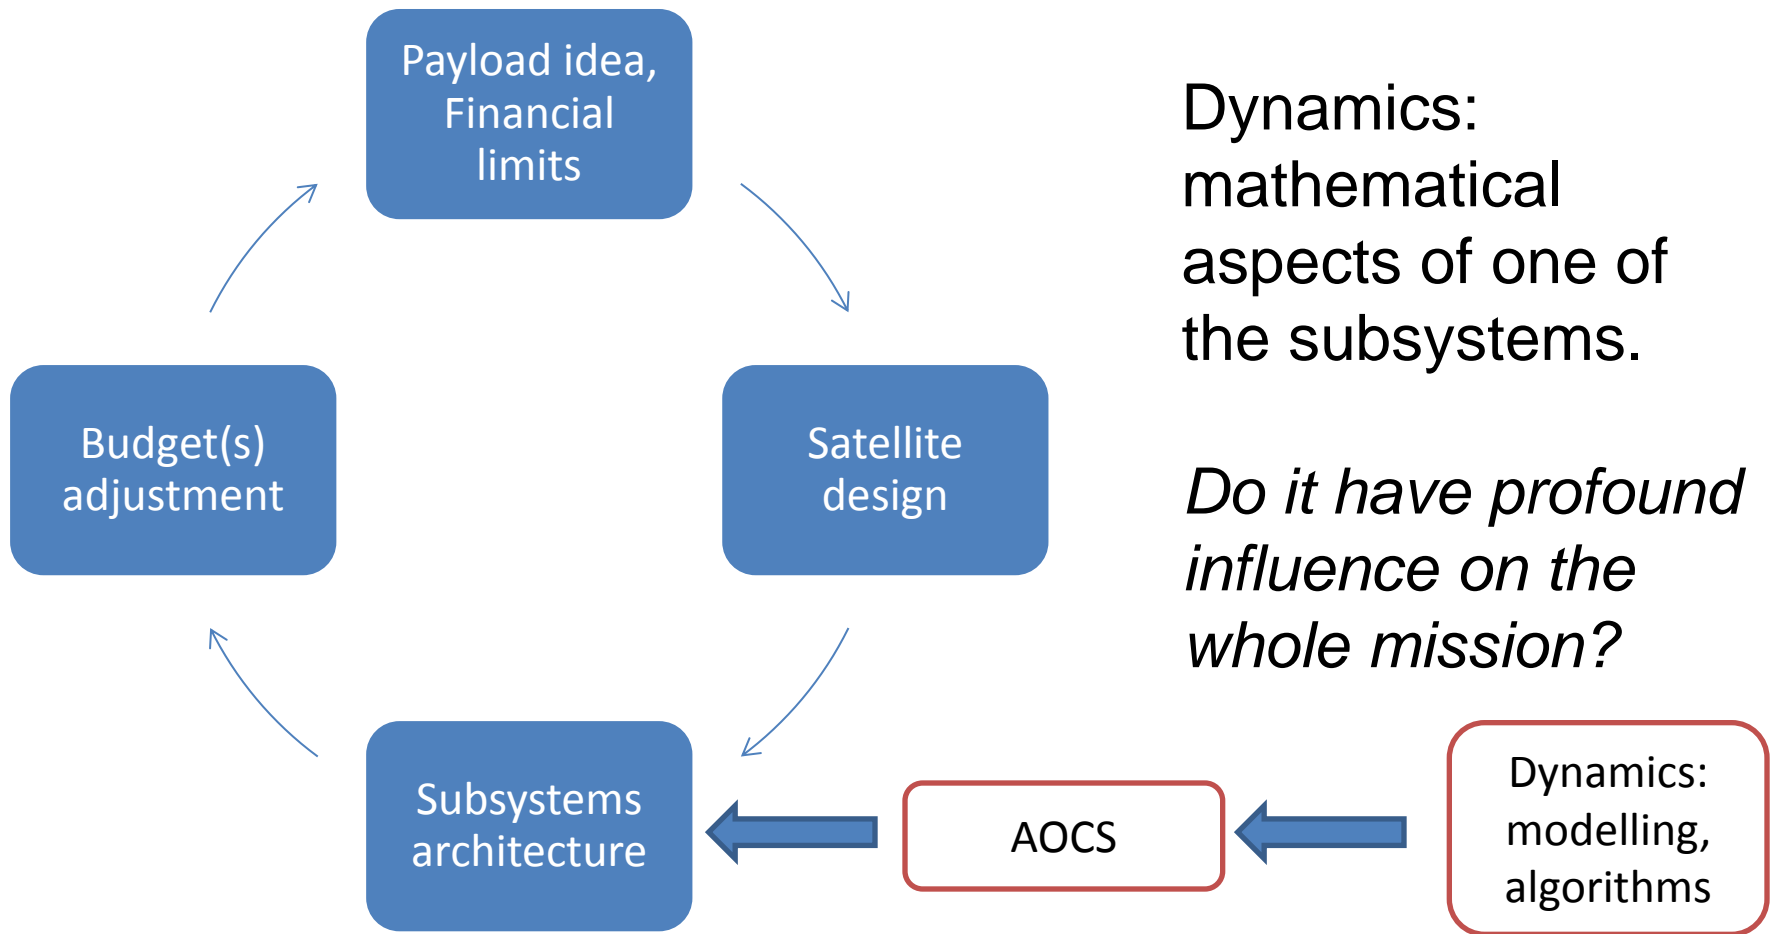 Payload idea,
Financial
limits
Dynamics:
mathematical
aspects of one of
the subsystems.
Budget(s)
adjustment
Satellite
design
Do it have profound
influence on the
whole mission?
Subsystems
architecture
AOCS
Dynamics:
modelling,
algorithms